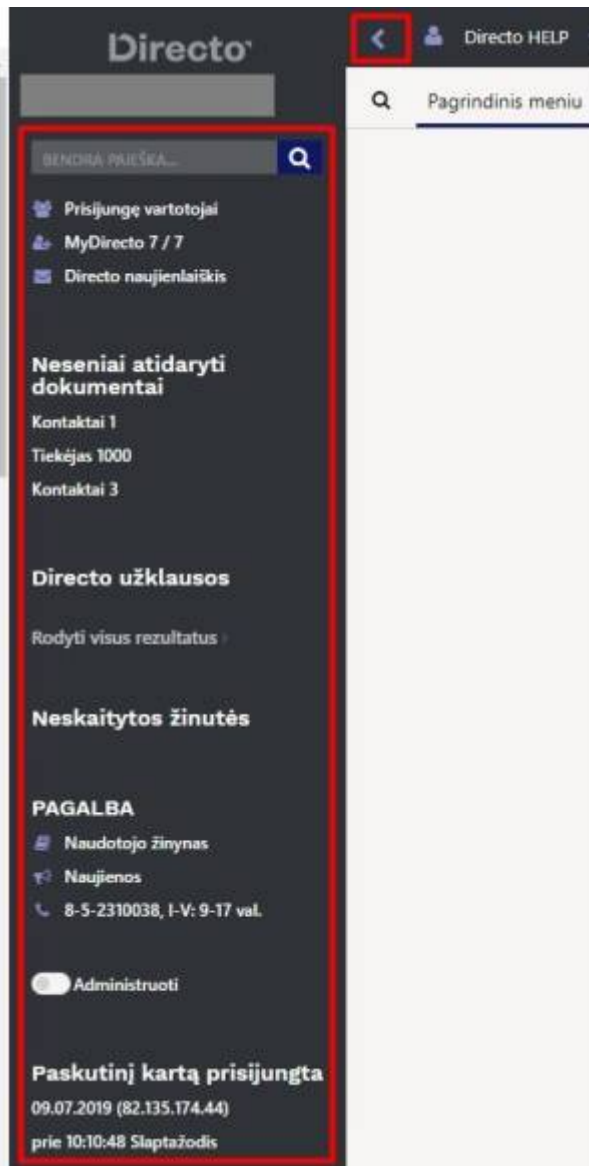 Directo
Directo HELP
Pagrindinis meniu
BENDRA PAIEŠKA...
Prisijungę vartotojai
MyDirecto 7 / 7
Directo naujienlaiškis
Neseniai atidaryti
dokumentai
Kontaktai 1
Tiekėjas 1000
Kontaktai 3
Directo užklausos
Rodyti visus rezultatus
Neskaitytos žinutės
PAGALBA
Naudotojo žinynas
Naujienos
8-5-2310038, I-V: 9-17 val.
Administruoti
Paskutinį kartą prisijungta
09.07.2019 (82.135.174.44)
prie 10:10:48 Slaptažodis